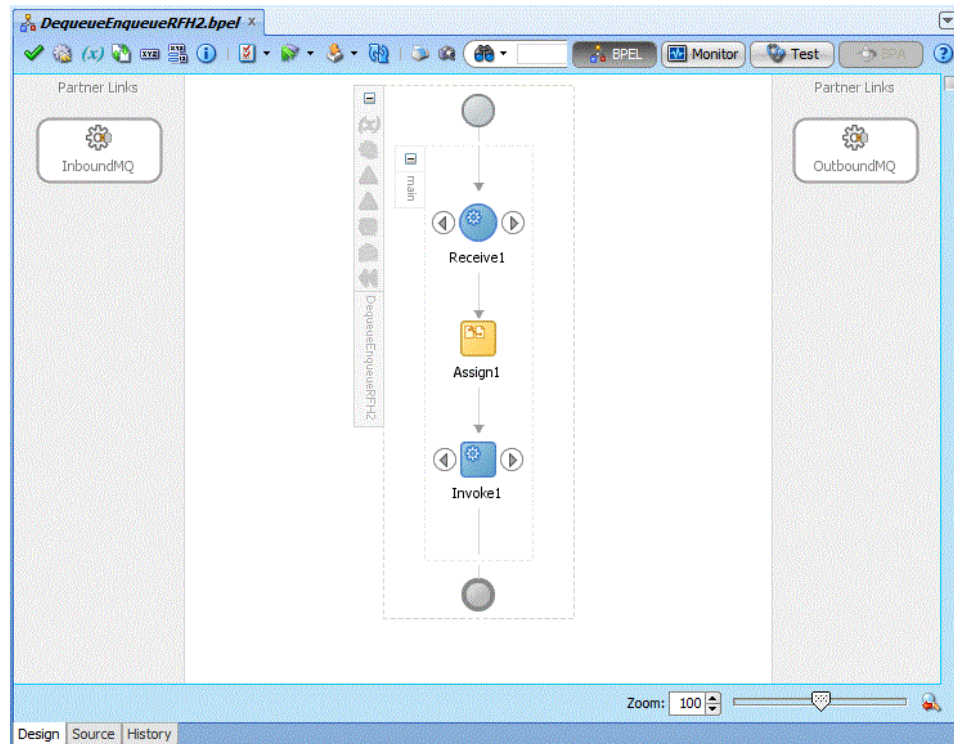 DequeueEnqueueRFH2.bpel
(x)
XYZ
BPEL
Monitor
Test
BPA
Partner Links
Partner Links
InboundMQ
OutboundMQ
(x)
main
Receive1
DequeueEnqueueRFH2
Assign1
Invoke1
Zoom: 100
Design Source History